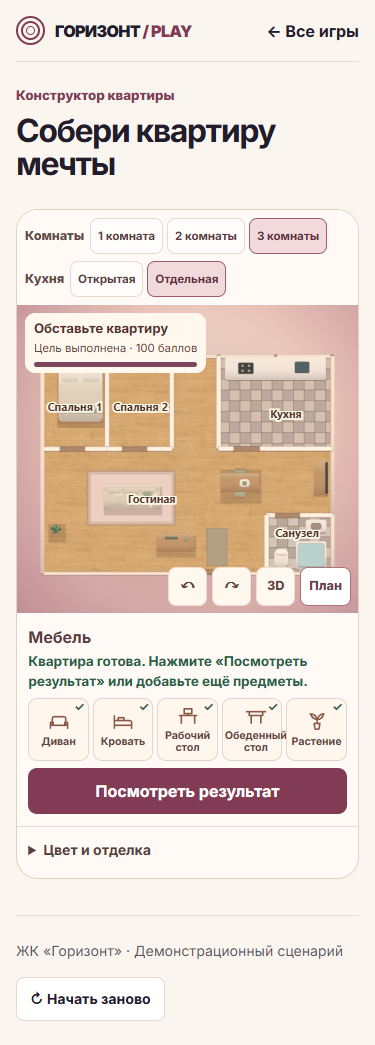 ГОРИЗОНТ / PLAY
← Все игры
Конструктор квартиры
Собери квартиру
мечты
Комнаты 1 комната 2 комнаты 3 комнаты
Кухня Открытая Отдельная
Обставьте квартиру
Цель выполнена · 100 баллов
Спальня 1 Спальня 2
Кухня
Гостиная
Санузел
3D План
Мебель
Квартира готова. Нажмите «Посмотреть
результат» или добавьте ещё предметы.
Диван Кровать Рабочий стол Обеденный стол Растение
Посмотреть результат
▶ Цвет и отделка
ЖК «Горизонт» · Демонстрационный сценарий
↻ Начать заново